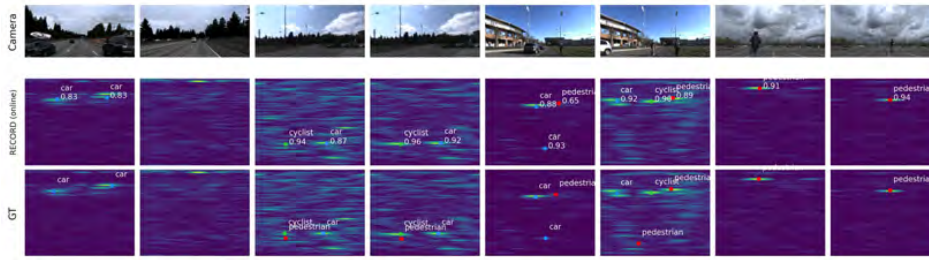 Camera
RECORD (online)
car
0.83
car
0.83
cyclist
0.94
car
0.87
cyclist
0.96
car
0.92
car
0.88
pedestrian
0.65
car
0.93
car
0.92
cyclist
0.90
pedestrian
0.89
pedestrian
0.91
pedestrian
0.94
GT
car
car
cyclist
pedestrian
car
cyclist
pedestrian
car
car
pedestrian
car
car
cyclist
pedestrian
pedestrian
pedestrian
pedestrian